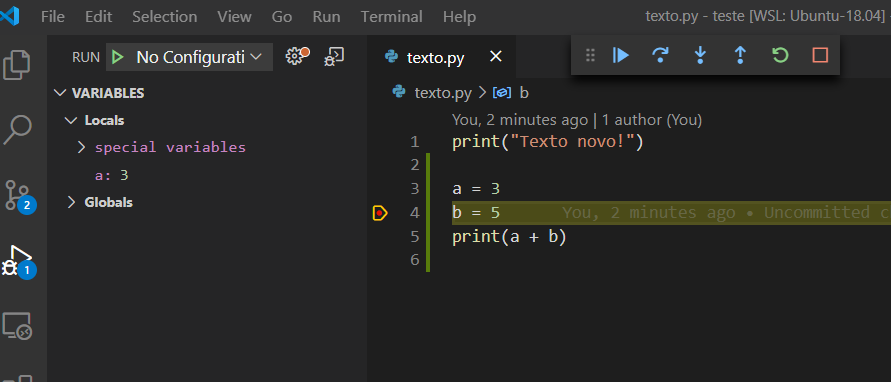 File Edit Selection View Go Run Terminal Help texto.py - teste [WSL: Ubuntu-18.04]
RUN No Configurati
texto.py
VARIABLES
Locals
special variables
a: 3
Globals
2
1
texto.py > b
You, 2 minutes ago | 1 author (You)
1 print("Texto novo!")
2
3 a = 3
4 b = 5 You, 2 minutes ago • Uncommitted c
5 print(a + b)
6